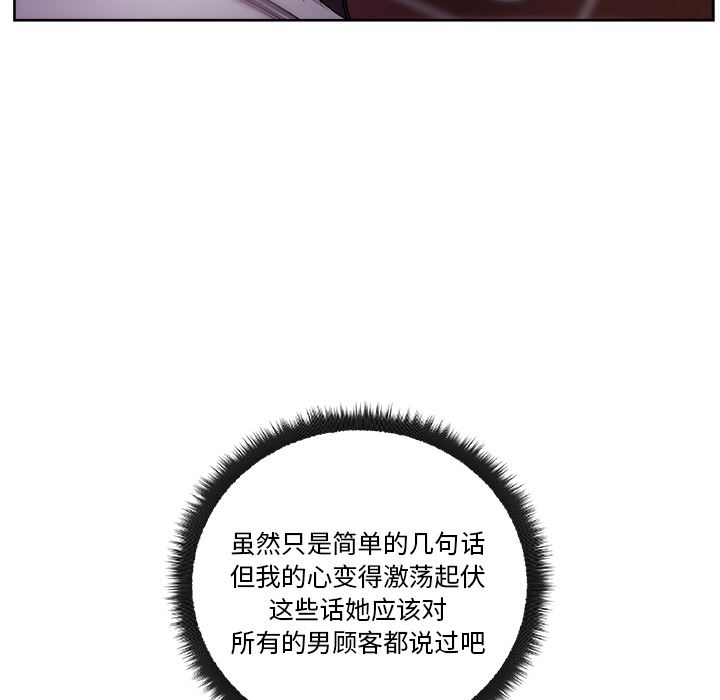 虽然只是简单的几句话
但我的心变得激荡起伏
这些话她应该对
所有的男顾客都说过吧